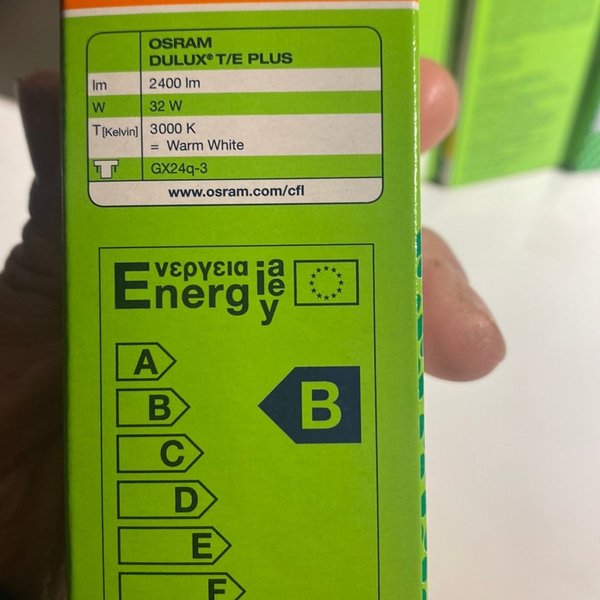 OSRAM
DULUX® T/E PLUS
lm 2400 lm
W 32 W
T[Kelvin] 3000 K
= Warm White
GX24q-3
www.osram.com/cfl
Eνεργεια ia
Energ ie
y
A
B
B
C
D
E
F